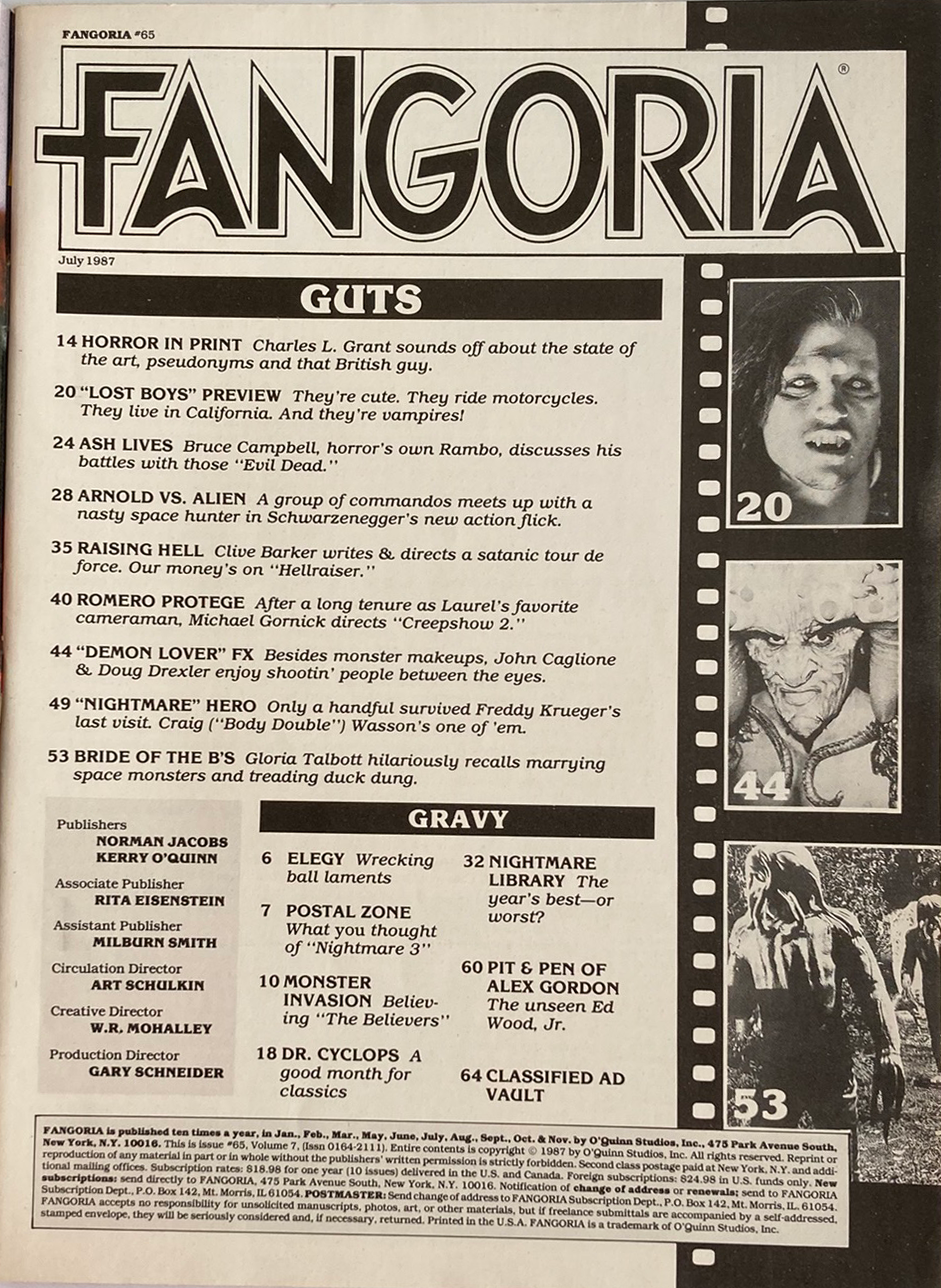 FANGORIA #65
FANGORIA®
July 1987
GUTS
14 HORROR IN PRINT Charles L. Grant sounds off about the state of
the art, pseudonyms and that British guy.
20 "LOST BOYS" PREVIEW They're cute. They ride motorcycles.
They live in California. And they're vampires!
24 ASH LIVES Bruce Campbell, horror's own Rambo, discusses his
battles with those "Evil Dead."
28 ARNOLD VS. ALIEN A group of commandos meets up with a
nasty space hunter in Schwarzenegger's new action flick.
35 RAISING HELL Clive Barker writes & directs a satanic tour de
force. Our money's on "Hellraiser."
40 ROMERO PROTEGE After a long tenure as Laurel's favorite
cameraman, Michael Gornick directs "Creepshow 2."
44 "DEMON LOVER" FX Besides monster makeups, John Caglione
& Doug Drexler enjoy shootin' people between the eyes.
49 "NIGHTMARE" HERO Only a handful survived Freddy Krueger's
last visit. Craig ("Body Double") Wasson's one of 'em.
53 BRIDE OF THE B'S Gloria Talbott hilariously recalls marrying
space monsters and treading duck dung.
20
44
53
Publishers
NORMAN JACOBS
KERRY O'QUINN
Associate Publisher
RITA EISENSTEIN
Assistant Publisher
MILBURN SMITH
Circulation Director
ART SCHULKIN
Creative Director
W.R. MOHALLEY
Production Director
GARY SCHNEIDER
GRAVY
6 ELEGY Wrecking
ball laments
7 POSTAL ZONE
What you thought
of "Nightmare 3"
10 MONSTER
INVASION Believ-
ing "The Believers"
18 DR. CYCLOPS A
good month for
classics
32 NIGHTMARE
LIBRARY The
year's best—or
worst?
60 PIT & PEN OF
ALEX GORDON
The unseen Ed
Wood, Jr.
64 CLASSIFIED AD
VAULT
FANGORIA is published ten times a year, in Jan., Feb., Mar., May, June, July, Aug., Sept., Oct. & Nov. by O'Quinn Studios, Inc., 475 Park Avenue South,
New York, N.Y. 10016. This is issue #65, Volume 7, (Issn 0164-2111). Entire contents is copyright © 1987 by O'Quinn Studios, Inc. All rights reserved. Reprint or
reproduction of any material in part or in whole without the publishers' written permission is strictly forbidden. Second class postage paid at New York, N.Y. and addi-
tional mailing offices. Subscription rates: $18.98 for one year (10 issues) delivered in the U.S. and Canada. Foreign subscriptions: $24.98 in U.S. funds only. New
subscriptions: send directly to FANGORIA, 475 Park Avenue South, New York, N.Y. 10016. Notification of change of address or renewals: send to FANGORIA
Subscription Dept., P.O. Box 142, Mt. Morris, IL 61054. POSTMASTER: Send change of address to FANGORIA Subscription Dept., P.O. Box 142, Mt. Morris, IL. 61054.
FANGORIA accepts no responsibility for unsolicited manuscripts, photos, art, or other materials, but if freelance submittals are accompanied by a self-addressed,
stamped envelope, they will be seriously considered and, if necessary, returned. Printed in the U.S.A. FANGORIA is a trademark of O'Quinn Studios, Inc.